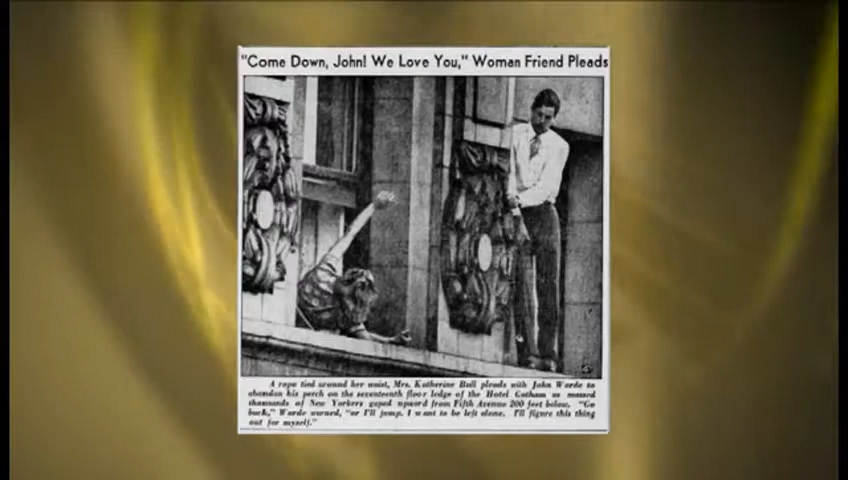 "Come Down, John! We Love You," Woman Friend Pleads
A rope tied around her waist, Mrs. Katherine Bull pleads with John Warde to
abandon his perch on the seventeenth floor ledge of the Hotel Gotham as massed
thousands of New Yorkers gaped upward from Fifth Avenue 200 feet below. "Go
back," Warde warned, "or I'll jump. I want to be left alone. I'll figure this thing
out for myself."